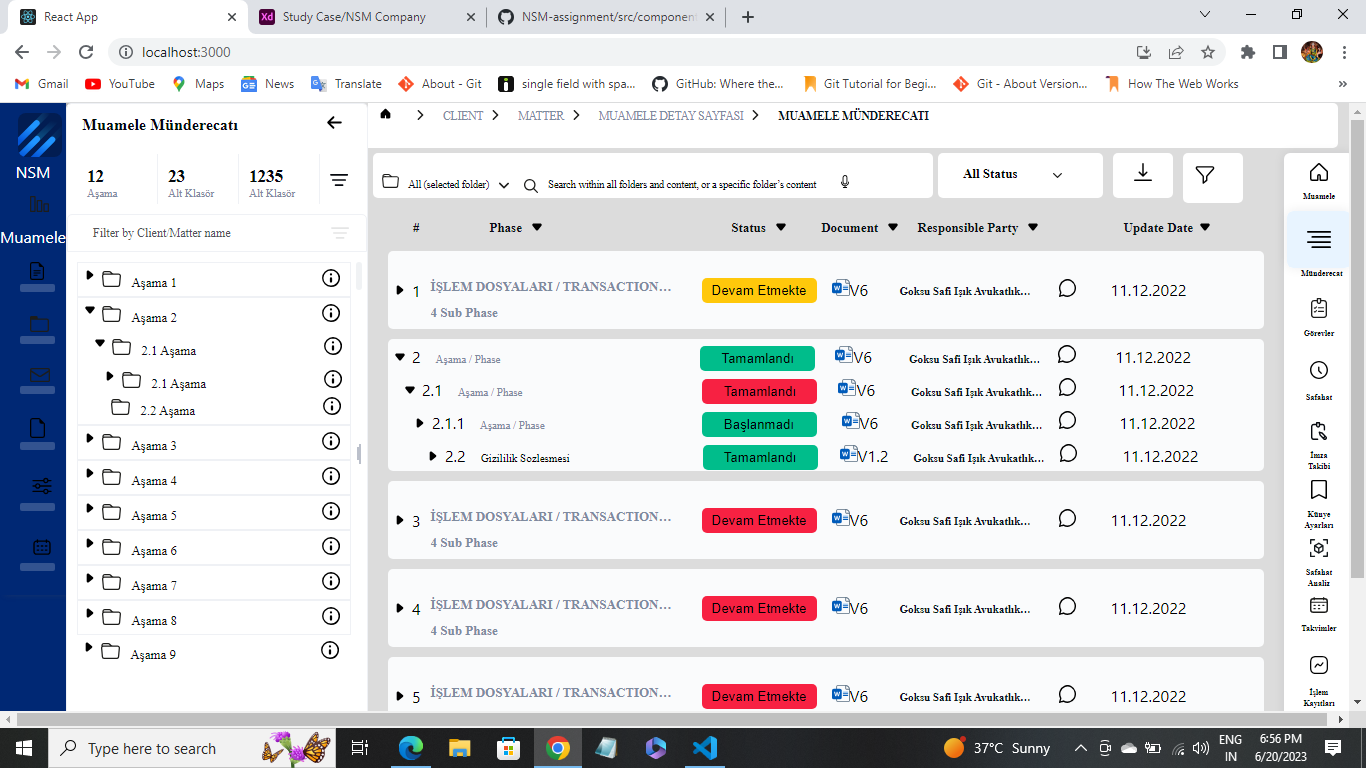 React App
Study Case/NSM Company
NSM-assignment/src/componen
localhost:3000
Gmail
YouTube
Maps
News
Translate
About - Git
single field with spa...
GitHub: Where the...
Git Tutorial for Begi...
Git - About Version...
How The Web Works
NSM
Muamele
Muamele Münderecatı
12
Aşama
23
Alt Klasör
1235
Alt Klasör
Filter by Client/Matter name
Aşama 1
Aşama 2
2.1 Aşama
2.1 Aşama
2.2 Aşama
Aşama 3
Aşama 4
Aşama 5
Aşama 6
Aşama 7
Aşama 8
Aşama 9
CLIENT > MATTER > MUAMELE DETAY SAYFASI > MUAMELE MÜNDERECATI
All (selected folder)
Search within all folders and content, or a specific folder's content
All Status
# Phase Status Document Responsible Party Update Date
1 İŞLEM DOSYALARI / TRANSACTION... Devam Etmekte V6 Goksu Safi Işık Avukatlık... 11.12.2022
4 Sub Phase
2 Aşama / Phase Tamamlandı V6 Goksu Safi Işık Avukatlık... 11.12.2022
2.1 Aşama / Phase Tamamlandı V6 Goksu Safi Işık Avukatlık... 11.12.2022
2.1.1 Aşama / Phase Başlanmadı V6 Goksu Safi Işık Avukatlık... 11.12.2022
2.2 Gizililik Sozlesmesi Tamamlandı V1.2 Goksu Safi Işık Avukatlık... 11.12.2022
3 İŞLEM DOSYALARI / TRANSACTION... Devam Etmekte V6 Goksu Safi Işık Avukatlık... 11.12.2022
4 Sub Phase
4 İŞLEM DOSYALARI / TRANSACTION... Devam Etmekte V6 Goksu Safi Işık Avukatlık... 11.12.2022
4 Sub Phase
5 İŞLEM DOSYALARI / TRANSACTION... Devam Etmekte V6 Goksu Safi Işık Avukatlık... 11.12.2022
Muamele
Münderecat
Görevler
Safahat
İmza
Takibi
Künye
Ayarları
Safahat
Analiz
Takvimler
İşlem
Kayıtları
Type here to search
37°C Sunny
ENG
IN
6:56 PM
6/20/2023